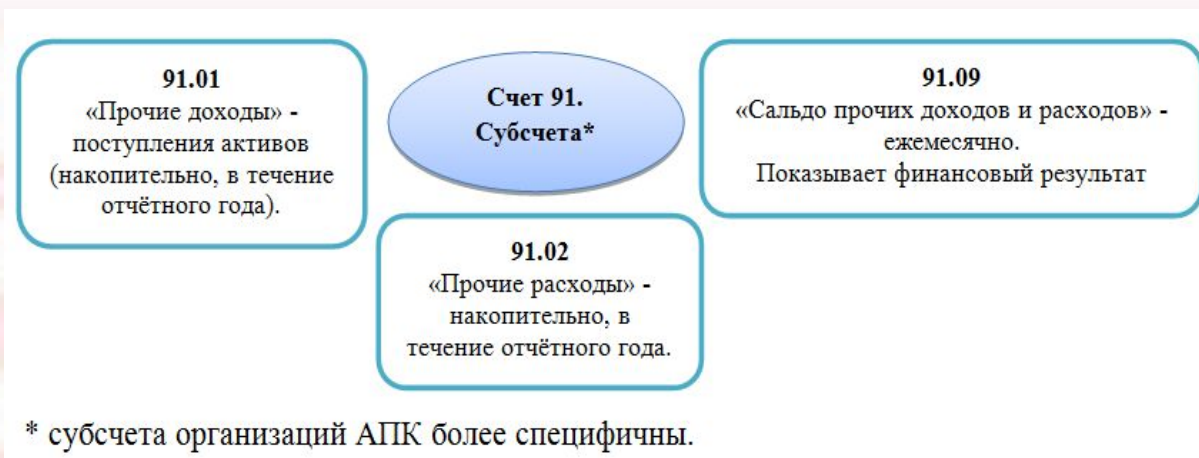 91.01
«Прочие доходы» -
поступления активов
(накопительно, в течение
отчётного года).
Счет 91.
Субсчета*
91.09
«Сальдо прочих доходов и расходов» -
ежемесячно.
Показывает финансовый результат
91.02
«Прочие расходы» -
накопительно, в
течение отчётного года.
* субсчета организаций АПК более специфичны.